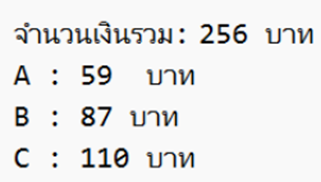 จำนวนเงินรวม: 256 บาท
A : 59 บาท
B : 87 บาท
C : 110 บาท